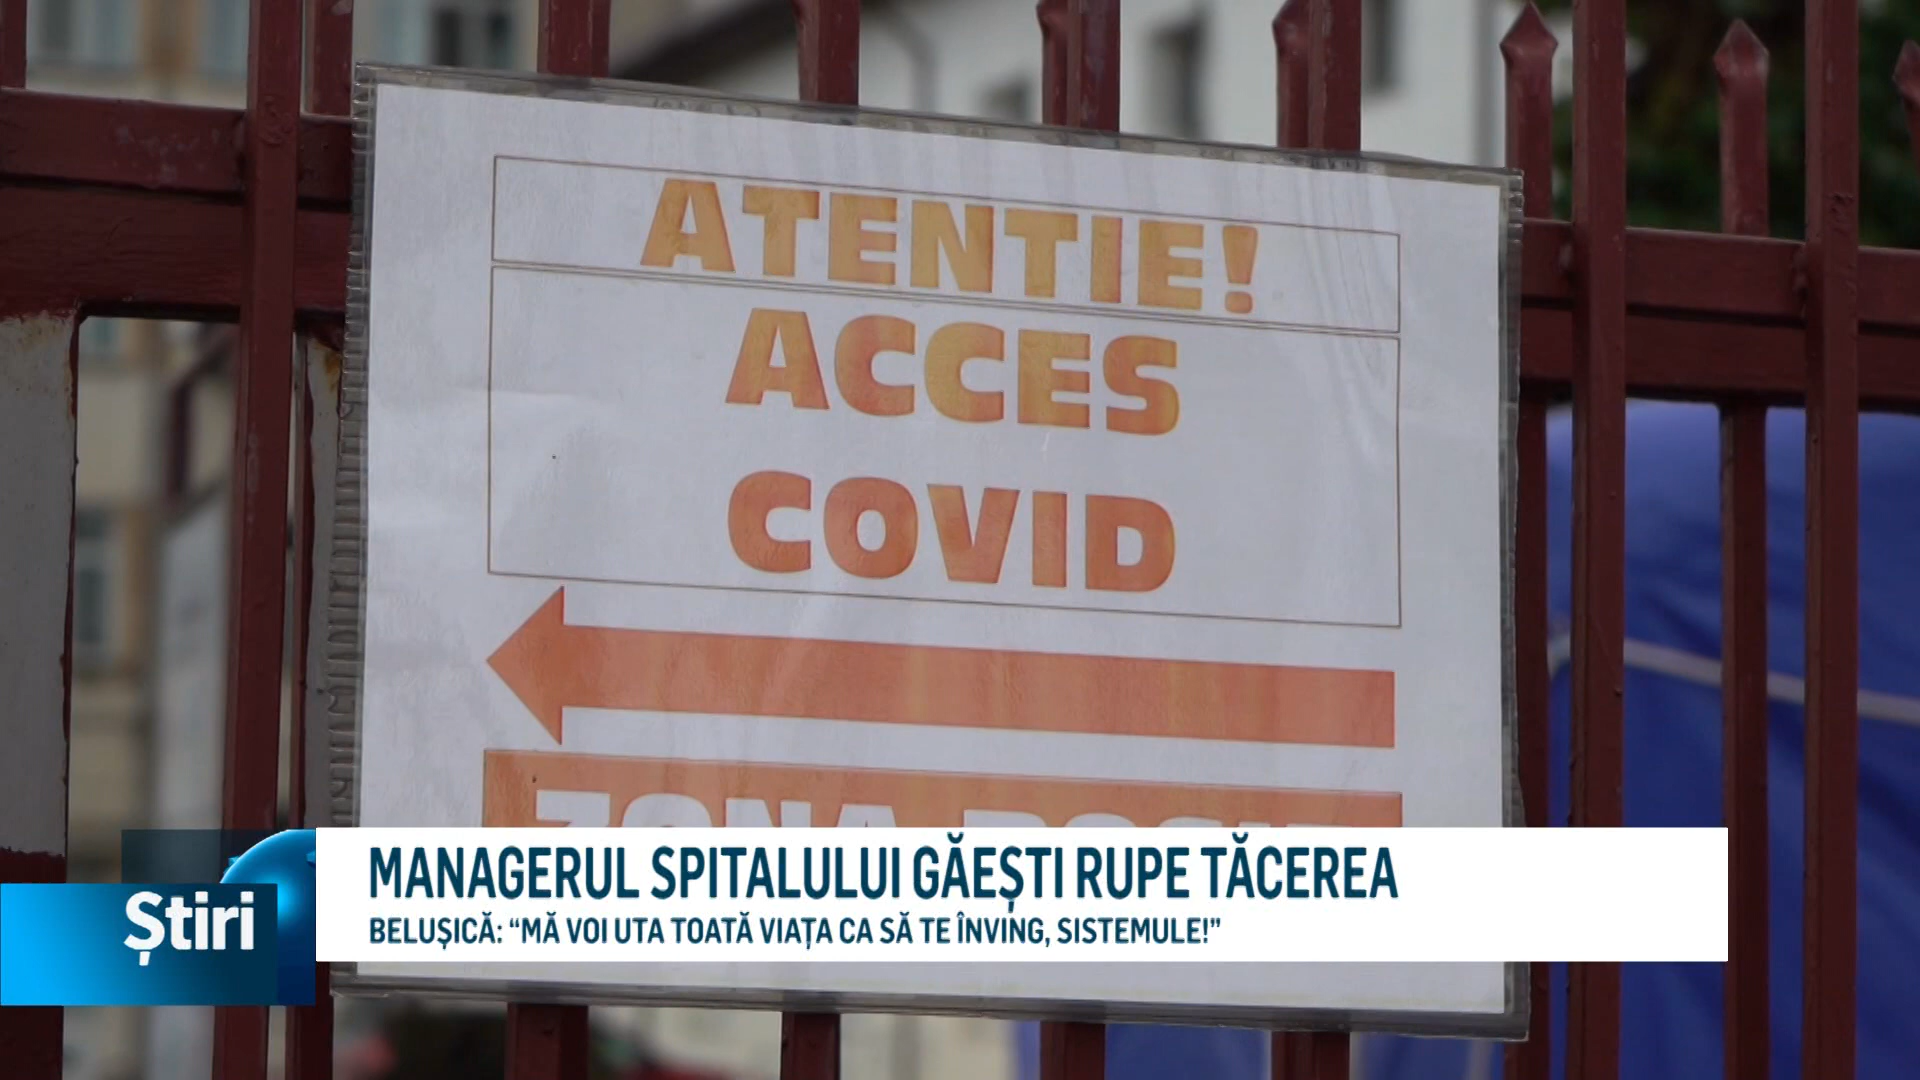 ATENTIE!
ACCES
COVID
ZONA
MANAGERUL SPITALULUI GĂEȘTI RUPE TĂCEREA
BELUȘICĂ: “MĂ VOI UTA TOATĂ VIAȚA CA SĂ TE ÎNVING, SISTEMULE!”
Știri